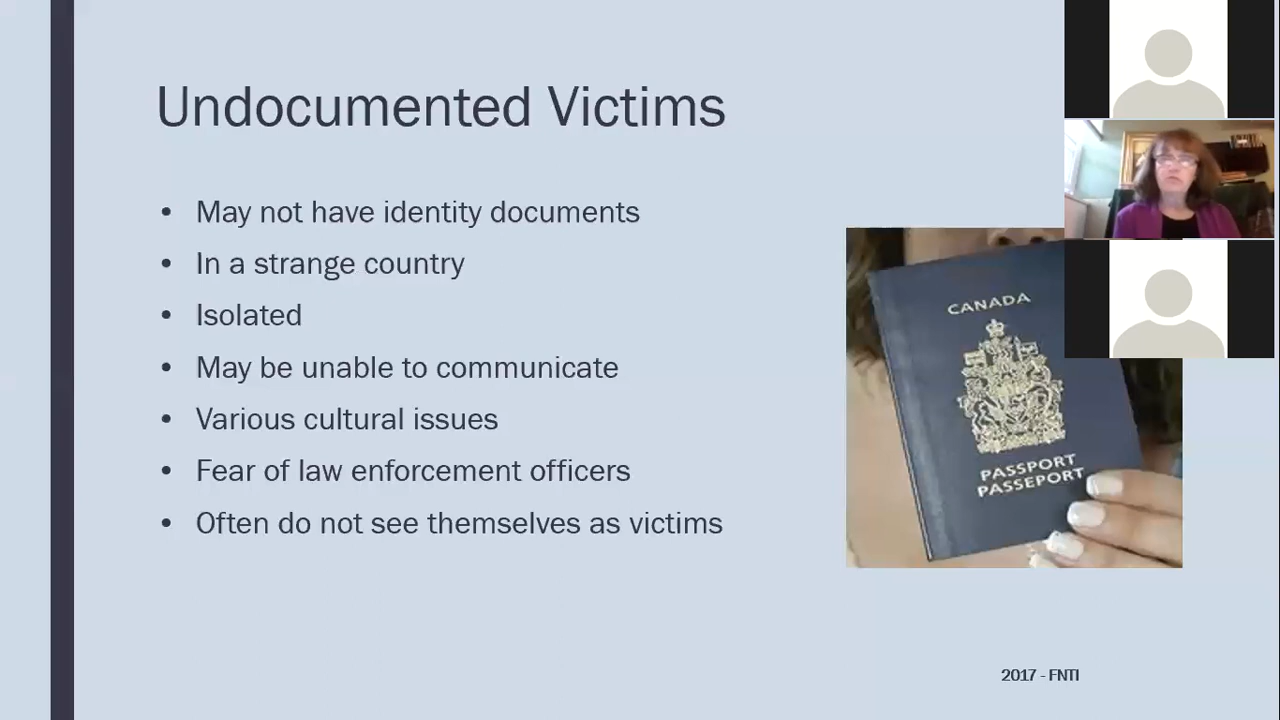 Undocumented Victims
• May not have identity documents
• In a strange country
• Isolated
• May be unable to communicate
• Various cultural issues
• Fear of law enforcement officers
• Often do not see themselves as victims
CANADA
PASSPORT
PASSEPORT
2017 - FNTI